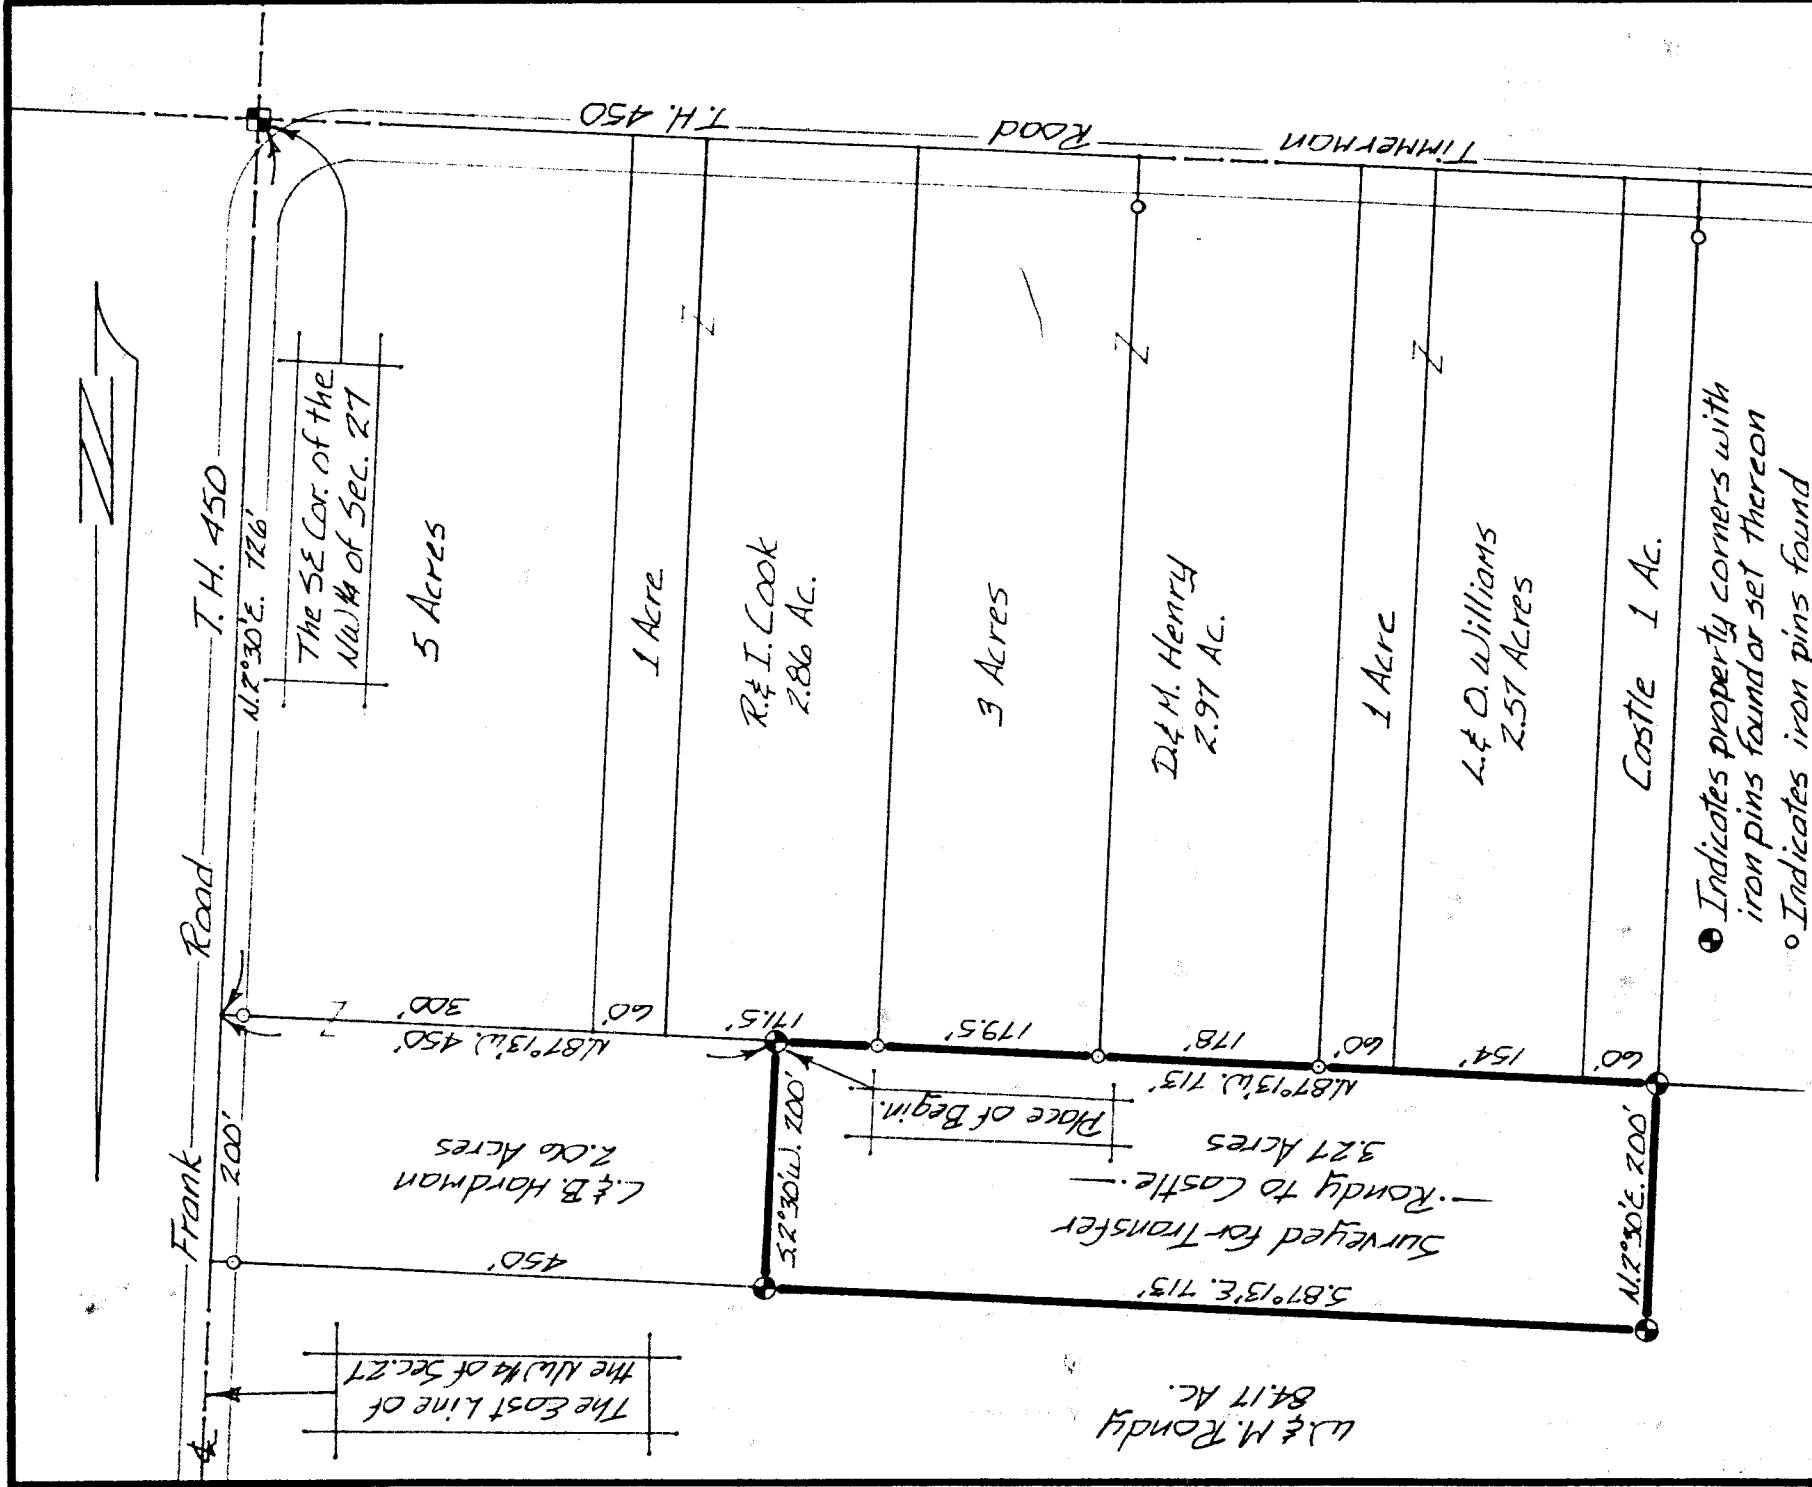 T.H. 450
Road
Timmerman
N
Frank
Road
T. H. 450
N.2°30'E. 726'
200'
The SE Cor. of the
NW 1/4 of Sec. 27
5 Acres
1 Acre
R. & I. Cook
2.86 Ac.
3 Acres
D. & M. Henry
2.97 Ac.
1 Acre
L. & O. Williams
2.57 Acres
Castle 1 Ac.
Indicates property corners with
iron pins found or set thereon
Indicates iron pins found
300'
60'
171.5'
179.5'
178'
60'
154'
60'
N.87°13'W. 450'
N.87°13'W. 713'
Place of Begin.
C. & B. Hardman
2.06 Acres
450'
S.2°30'W. 200'
Surveyed for Transfer
—Randy to Castle.—
3.27 Acres
S.87°13'E. 713'
N.2°30'E. 200'
The East Line of
the NW 1/4 of Sec. 27
W. & M. Randy
84.17 Ac.